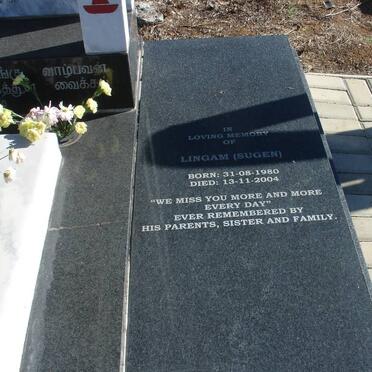 வாழ்பவன்
வைக்க
IN
LOVING MEMORY
OF
LINGAM (SUGEN)
BORN: 31-08-1980
DIED: 13-11-2004
"WE MISS YOU MORE AND MORE
EVERY DAY"
EVER REMEMBERED BY
HIS PARENTS, SISTER AND FAMILY.